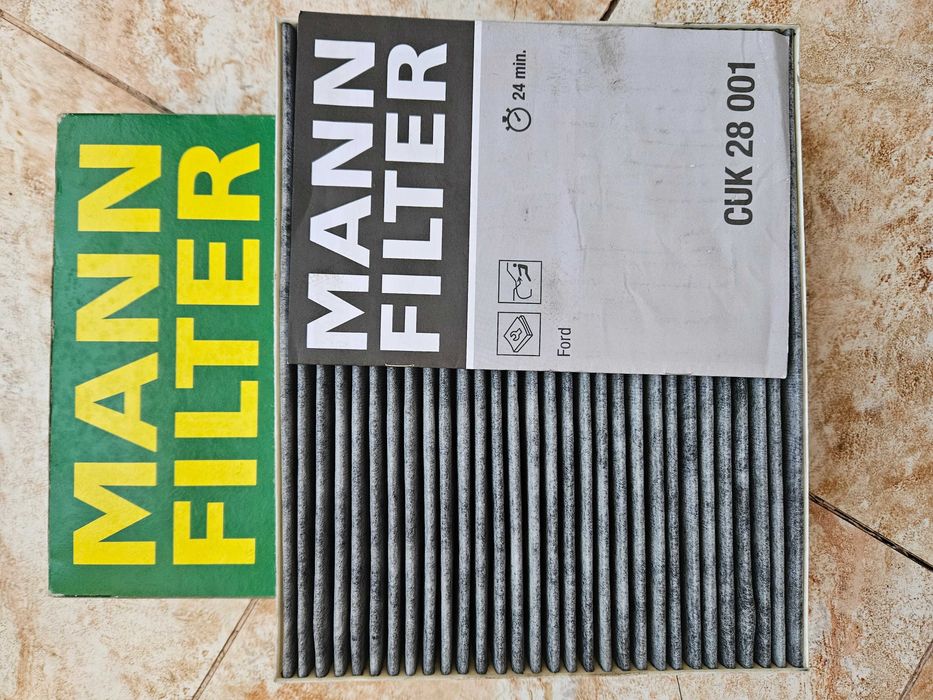 MANN
FILTER
MANN
FILTER
24 min.
Ford
CUK 28 001